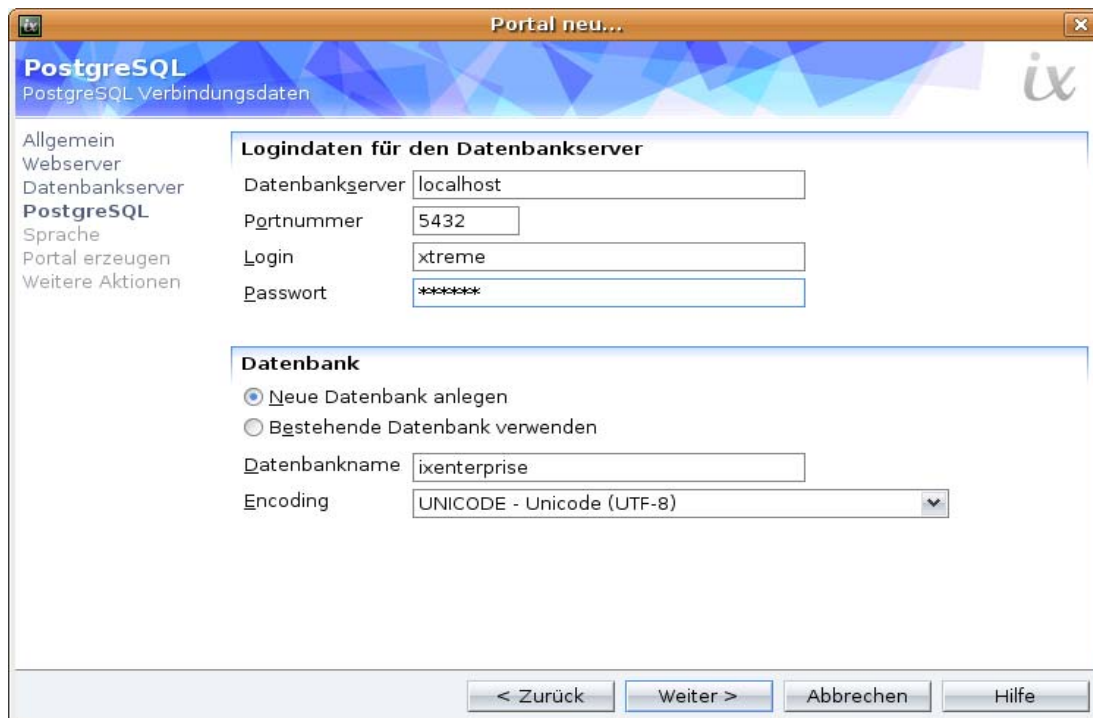 ix
Portal neu...
PostgreSQL
PostgreSQL Verbindungsdaten
ix
Allgemein
Webserver
Datenbankserver
PostgreSQL
Sprache
Portal erzeugen
Weitere Aktionen
Logindaten für den Datenbankserver
Datenbankserver localhost
Portnummer 5432
Login xtreme
Passwort ******
Datenbank
Neue Datenbank anlegen
Bestehende Datenbank verwenden
Datenbankname ixenterprise
Encoding UNICODE - Unicode (UTF-8)
< Zurück Weiter > Abbrechen Hilfe